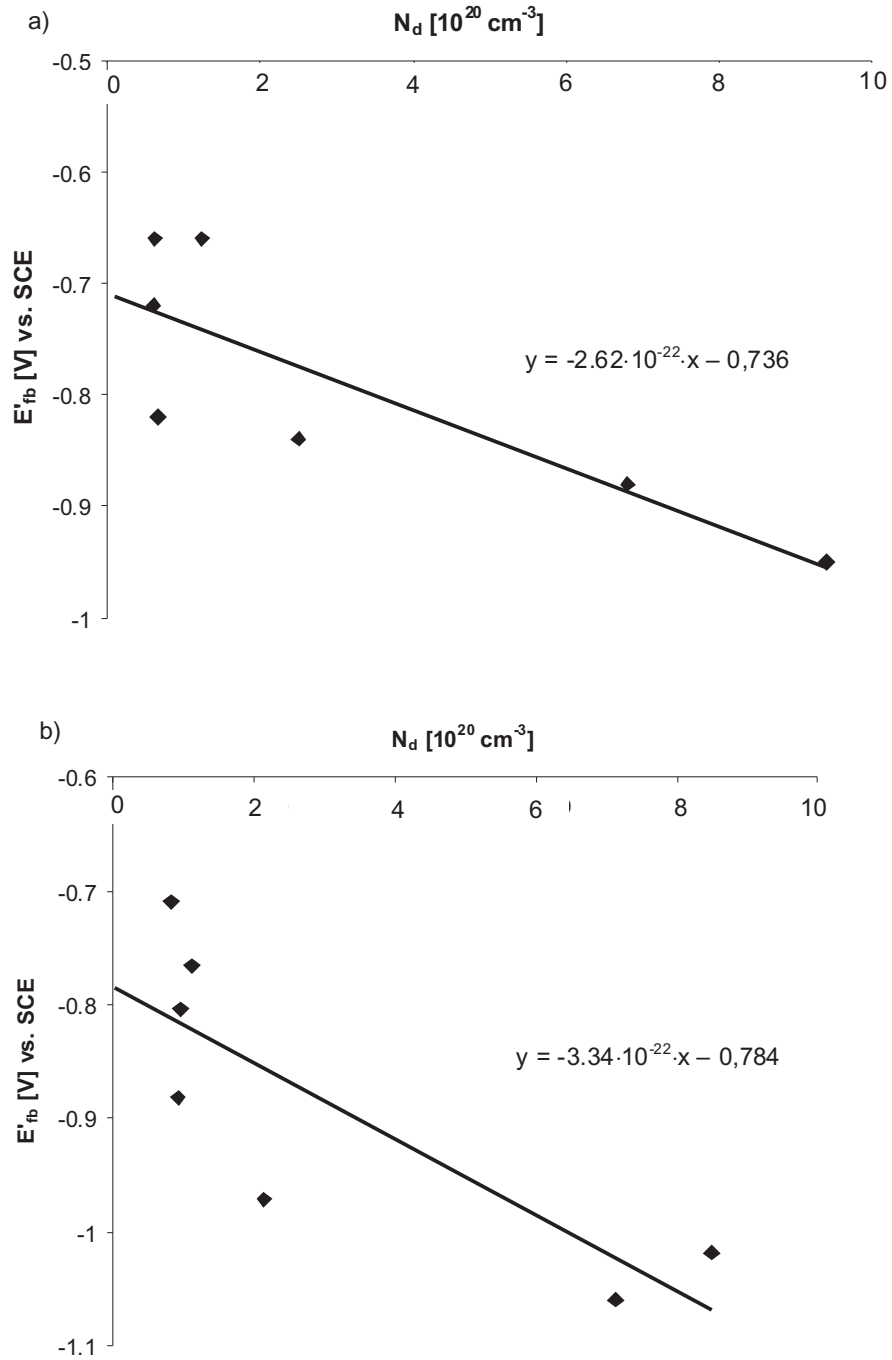 a)
N_d [10^20 cm^-3]
-0.5
0 2 4 6 8 10
-0.6
-0.7
-0.8
-0.9
-1
E'_fb [V] vs. SCE
y = -2.62·10^-22·x – 0,736
b)
N_d [10^20 cm^-3]
-0.6
0 2 4 6 8 10
-0.7
-0.8
-0.9
-1
-1.1
E'_fb [V] vs. SCE
y = -3.34·10^-22·x – 0,784